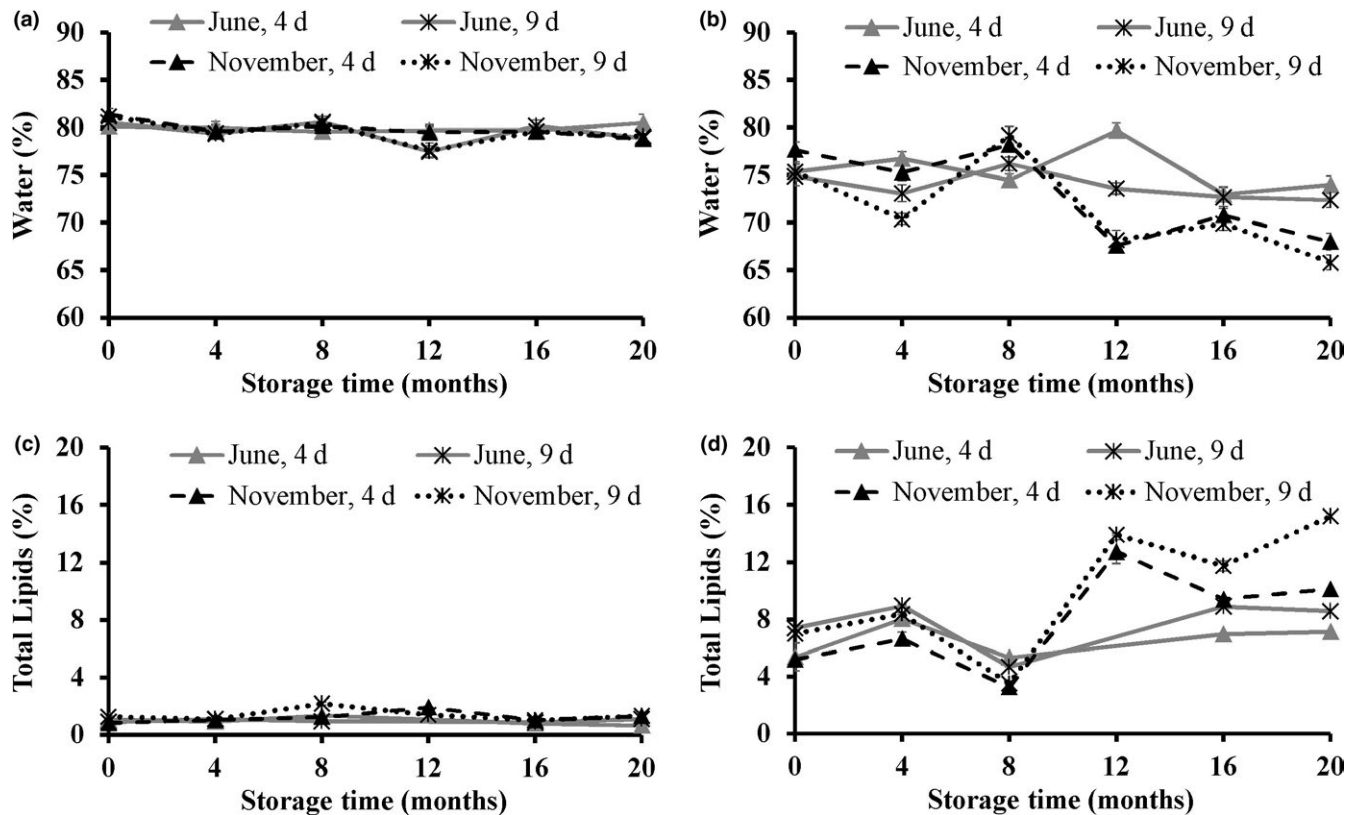 (a)
June, 4 d
June, 9 d
November, 4 d
November, 9 d
90
85
80
75
70
65
60
Water (%)
0 4 8 12 16 20
Storage time (months)
(b)
June, 4 d
June, 9 d
November, 4 d
November, 9 d
90
85
80
75
70
65
60
Water (%)
0 4 8 12 16 20
Storage time (months)
(c)
June, 4 d
June, 9 d
November, 4 d
November, 9 d
20
16
12
8
4
0
Total Lipids (%)
0 4 8 12 16 20
Storage time (months)
(d)
June, 4 d
June, 9 d
November, 4 d
November, 9 d
20
16
12
8
4
0
Total Lipids (%)
0 4 8 12 16 20
Storage time (months)